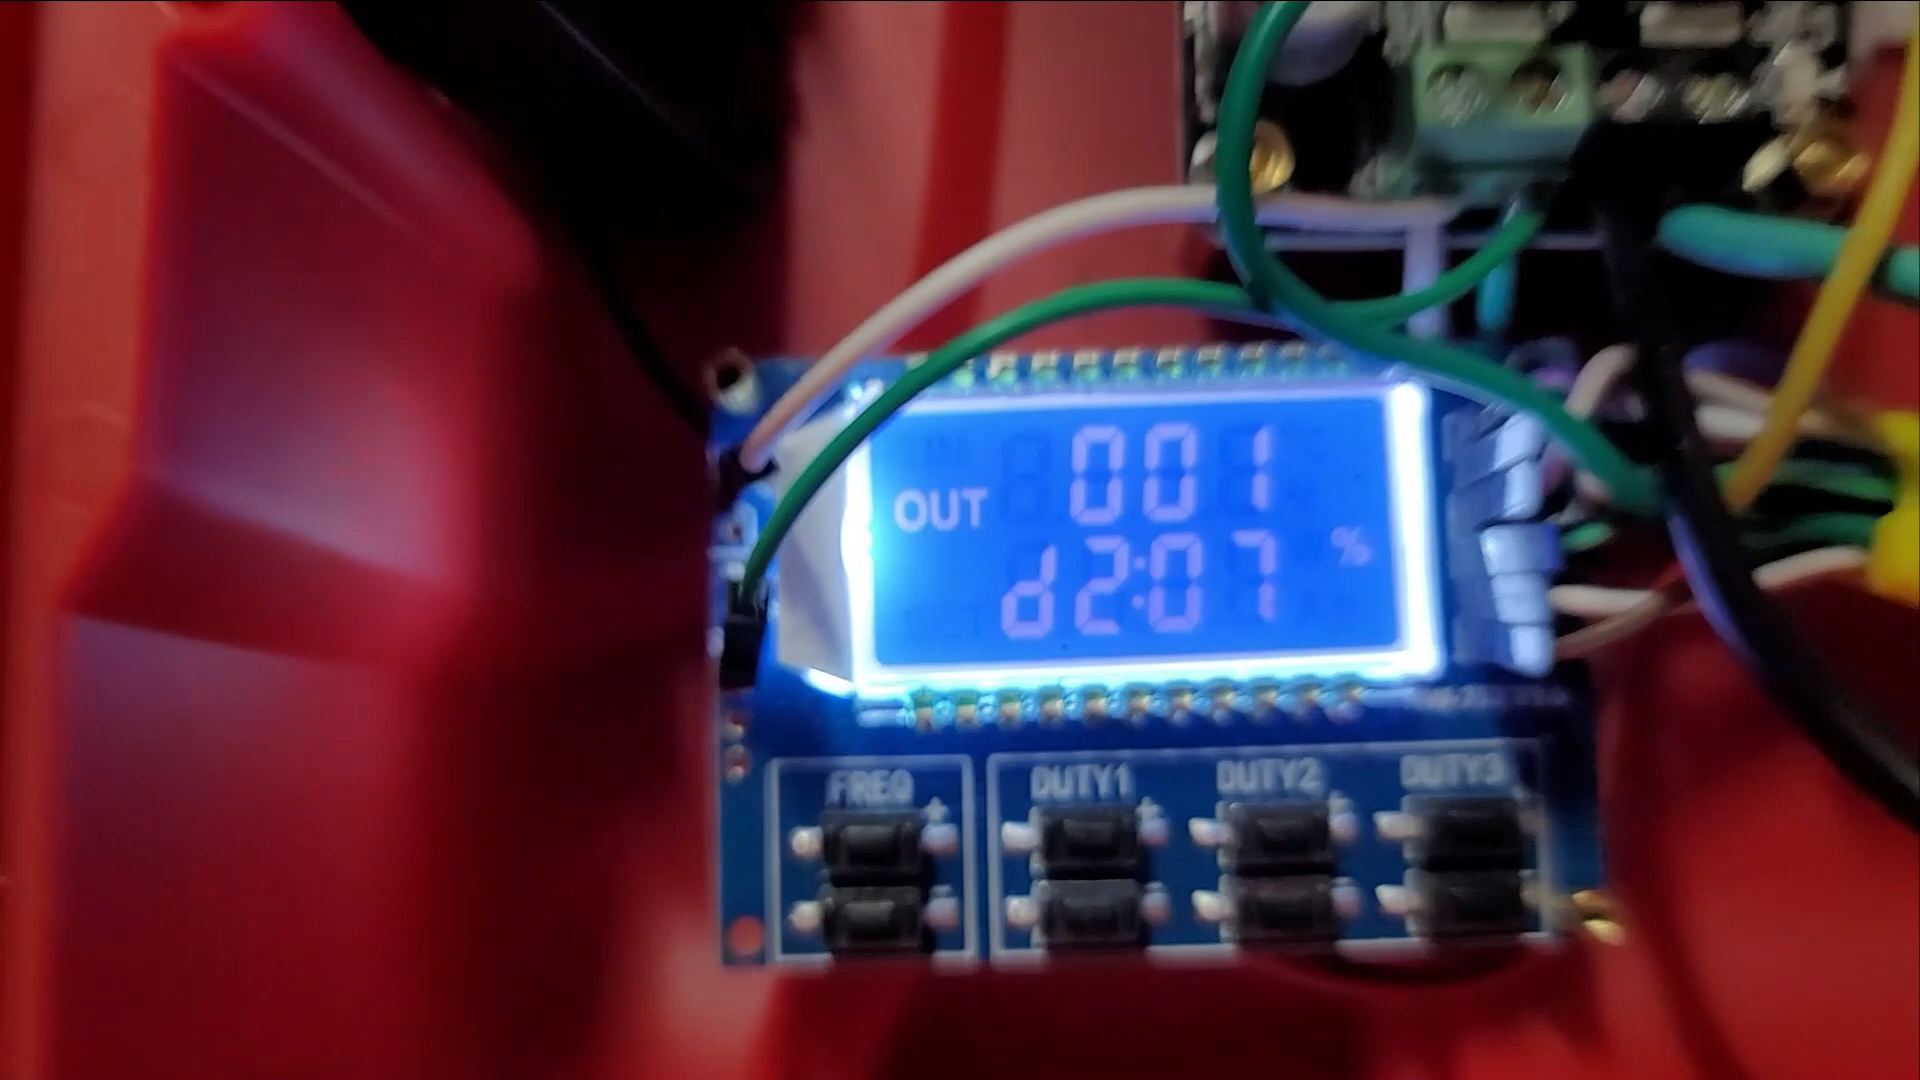 001
OUT
d2:07 %
FREQ DUTY1 DUTY2 DUTY3
+ + +